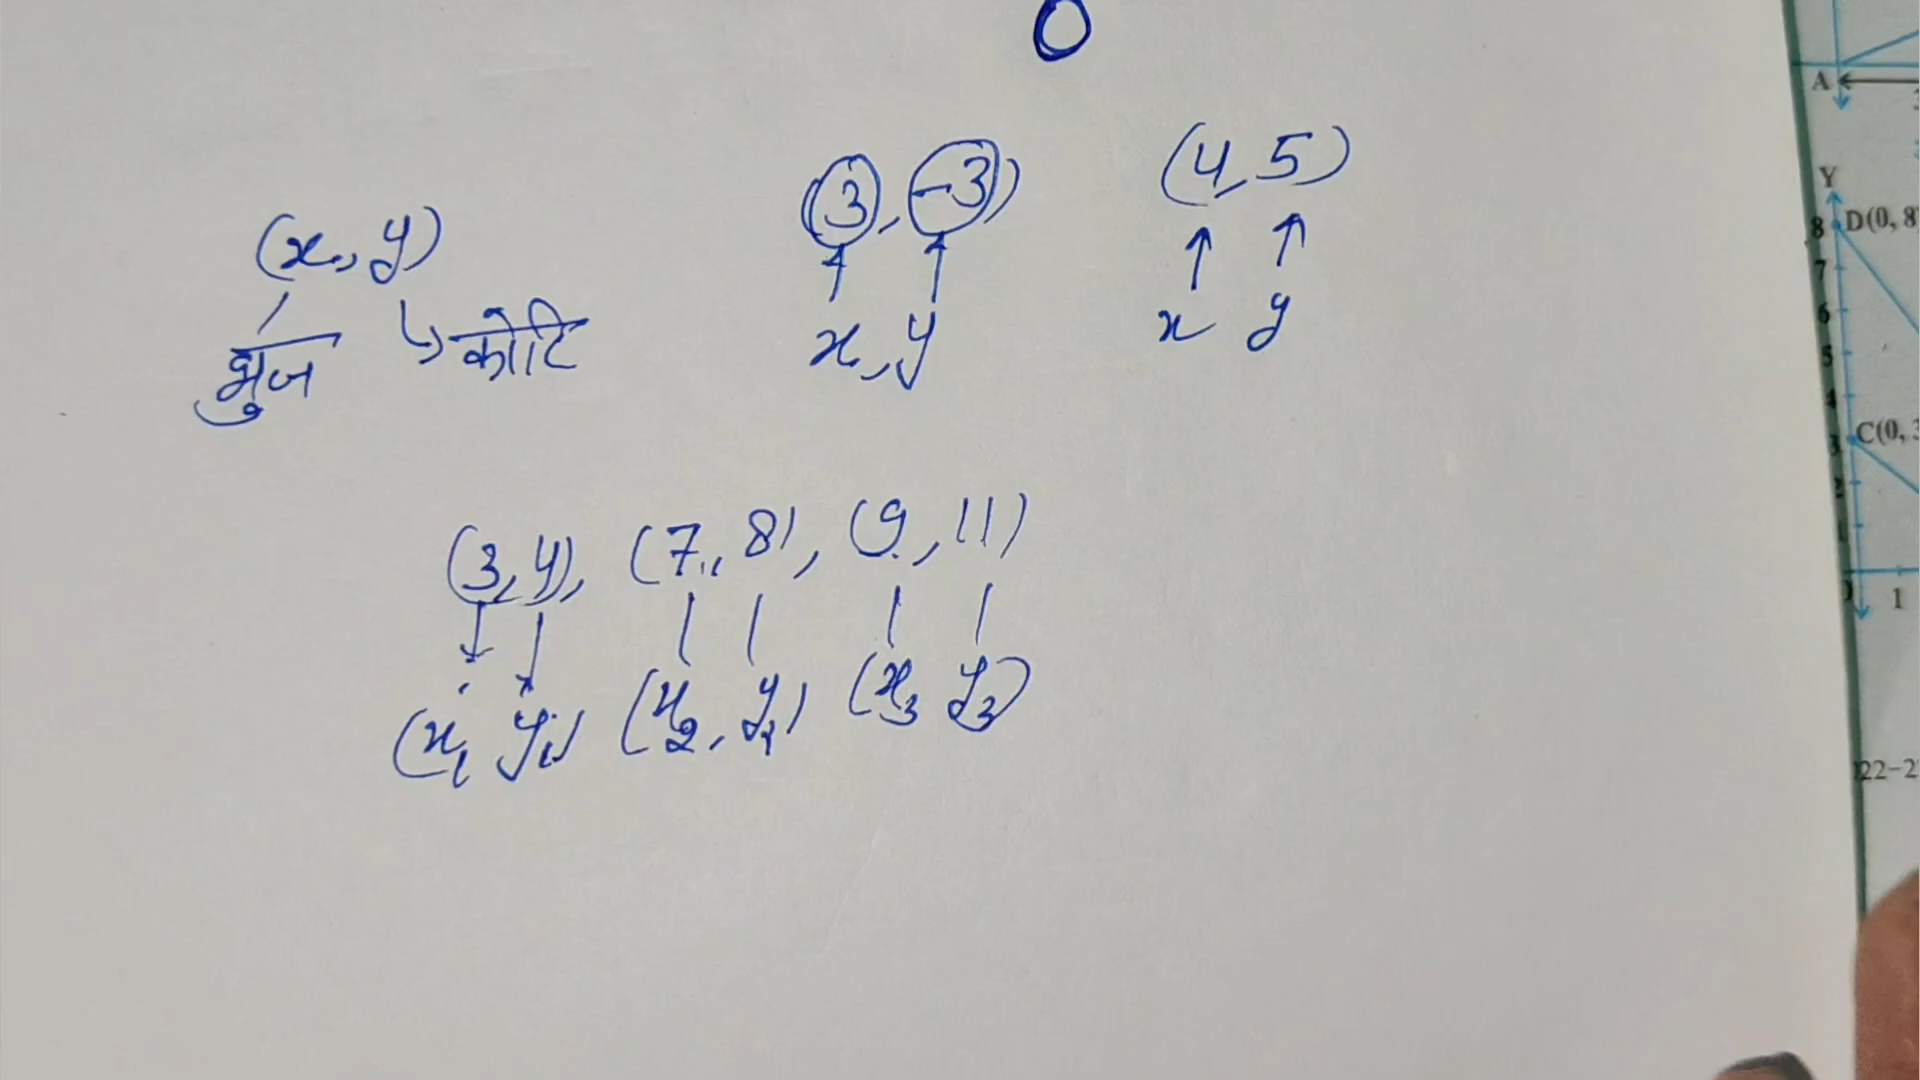 0
(x, y)
भुज
कोटि
(3, -3)
x, y
(4, 5)
x y
(3, 4), (7, 8), (9, 11)
(x₁ y₁) (x₂, y₂) (x₃ y₃)
A
Y
8 D(0, 8
7
6
5
4
3 C(0, 3
2
1
1
22-2